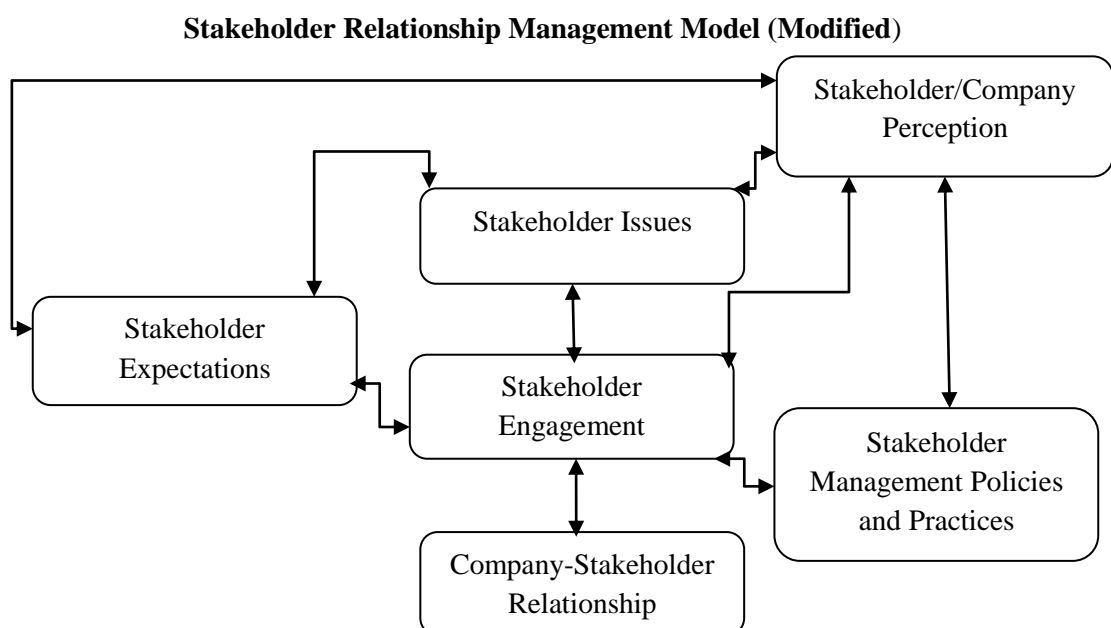 Stakeholder Relationship Management Model (Modified)
Stakeholder/Company
Perception
Stakeholder Issues
Stakeholder
Expectations
Stakeholder
Engagement
Stakeholder
Management Policies
and Practices
Company-Stakeholder
Relationship